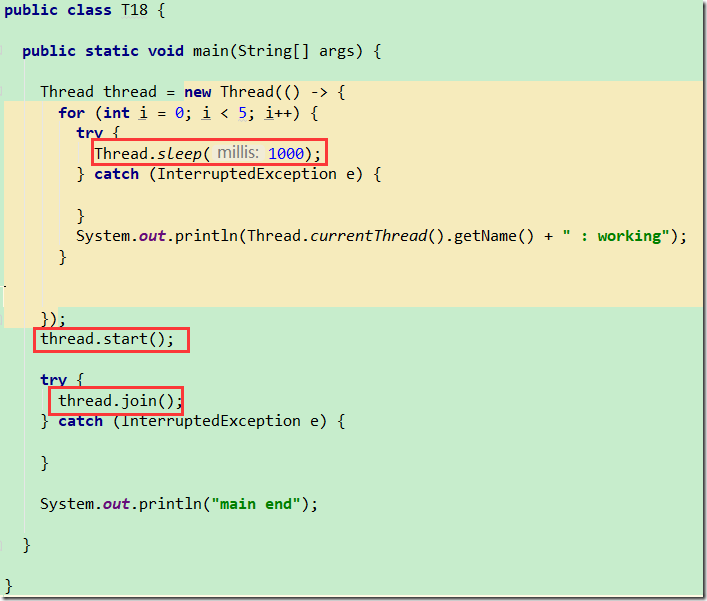 public class T18 {
public static void main(String[] args) {
Thread thread = new Thread(() -> {
for (int i = 0; i < 5; i++) {
try {
Thread.sleep( millis: 1000);
} catch (InterruptedException e) {
}
System.out.println(Thread.currentThread().getName() + " : working");
}
});
thread.start();
try {
thread.join();
} catch (InterruptedException e) {
}
System.out.println("main end");
}
}